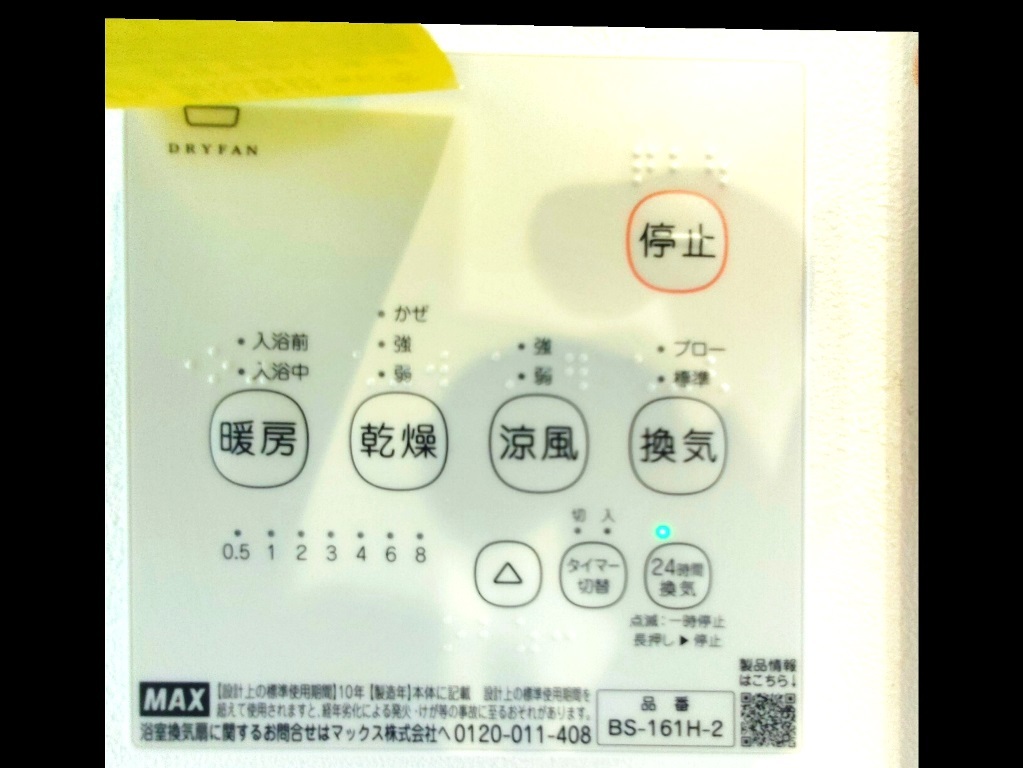 DRYFAN
停止
かぜ
入浴前 強 強 ブロー
入浴中 弱 弱 標準
暖房 乾燥 涼風 換気
切 入
0.5 1 2 3 4 6 8
△ タイマー切替 24時間換気
点滅:一時停止
長押し▶停止
製品情報
はこちら↓
MAX 【設計上の標準使用期間】10年【製造年】本体に記載 設計上の標準使用期間を
超えて使用されますと、経年劣化による発火・けが等の事故に至るおそれがあります。
浴室換気扇に関するお問合せはマックス株式会社へ 0120-011-408
品番
BS-161H-2